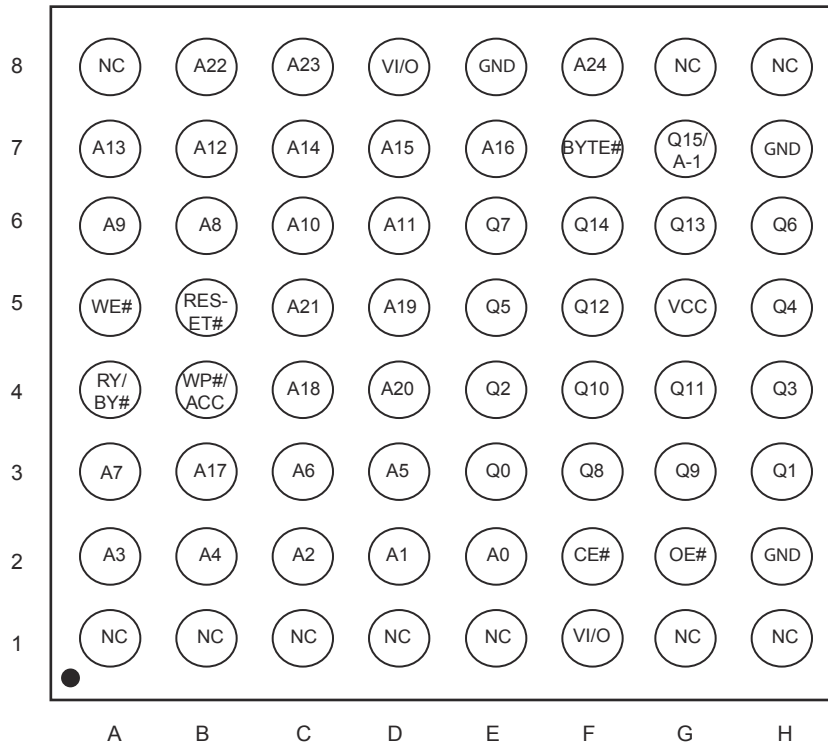 8 NC A22 A23 VI/O GND A24 NC NC
7 A13 A12 A14 A15 A16 BYTE# Q15/
A-1 GND
6 A9 A8 A10 A11 Q7 Q14 Q13 Q6
5 WE# RES-
ET# A21 A19 Q5 Q12 VCC Q4
4 RY/
BY# WP#/
ACC A18 A20 Q2 Q10 Q11 Q3
3 A7 A17 A6 A5 Q0 Q8 Q9 Q1
2 A3 A4 A2 A1 A0 CE# OE# GND
1 NC NC NC NC NC VI/O NC NC
A B C D E F G H